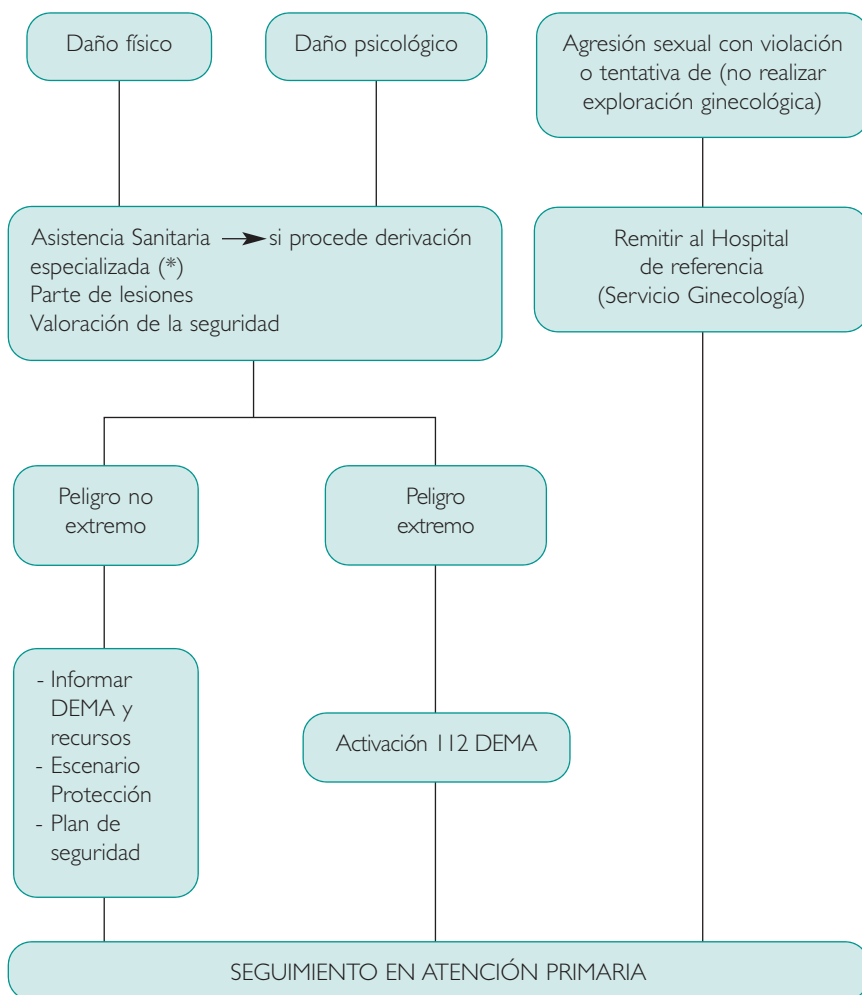 Daño físico
Daño psicológico
Agresión sexual con violación
o tentativa de (no realizar
exploración ginecológica)
Asistencia Sanitaria si procede derivación
especializada (*)
Parte de lesiones
Valoración de la seguridad
Remitir al Hospital
de referencia
(Servicio Ginecología)
Peligro no
extremo
Peligro
extremo
- Informar
DEMA y
recursos
- Escenario
Protección
- Plan de
seguridad
Activación 112 DEMA
SEGUIMIENTO EN ATENCIÓN PRIMARIA